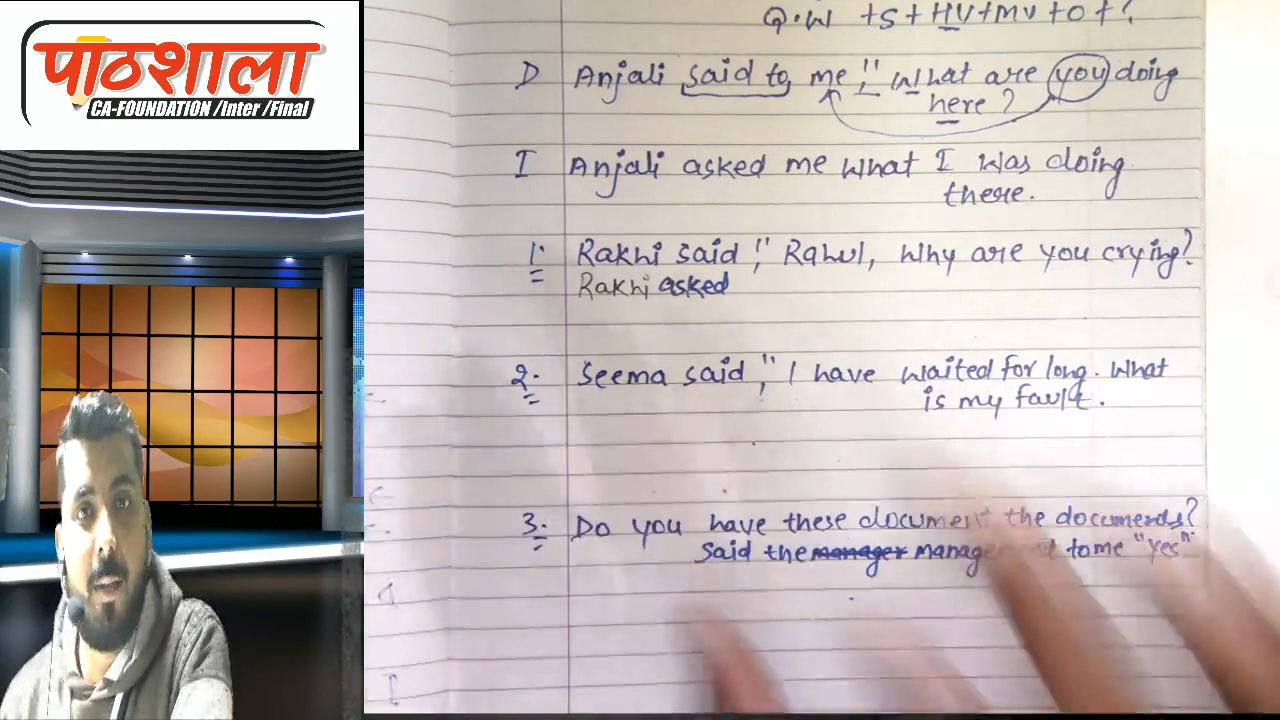 पाठशाला
CA-FOUNDATION /Inter /Final
Q.W +S+HV+MV+O+?
D Anjali said to me," What are you doing
here?
I Anjali asked me what I was doing
there.
1. Rakhi said," Rahul, Why are you crying?
Rakhi asked
2. Seema said," I have waited for long. What
is my fault.
3. Do you have these document the documents?
said the manager to me "yes".